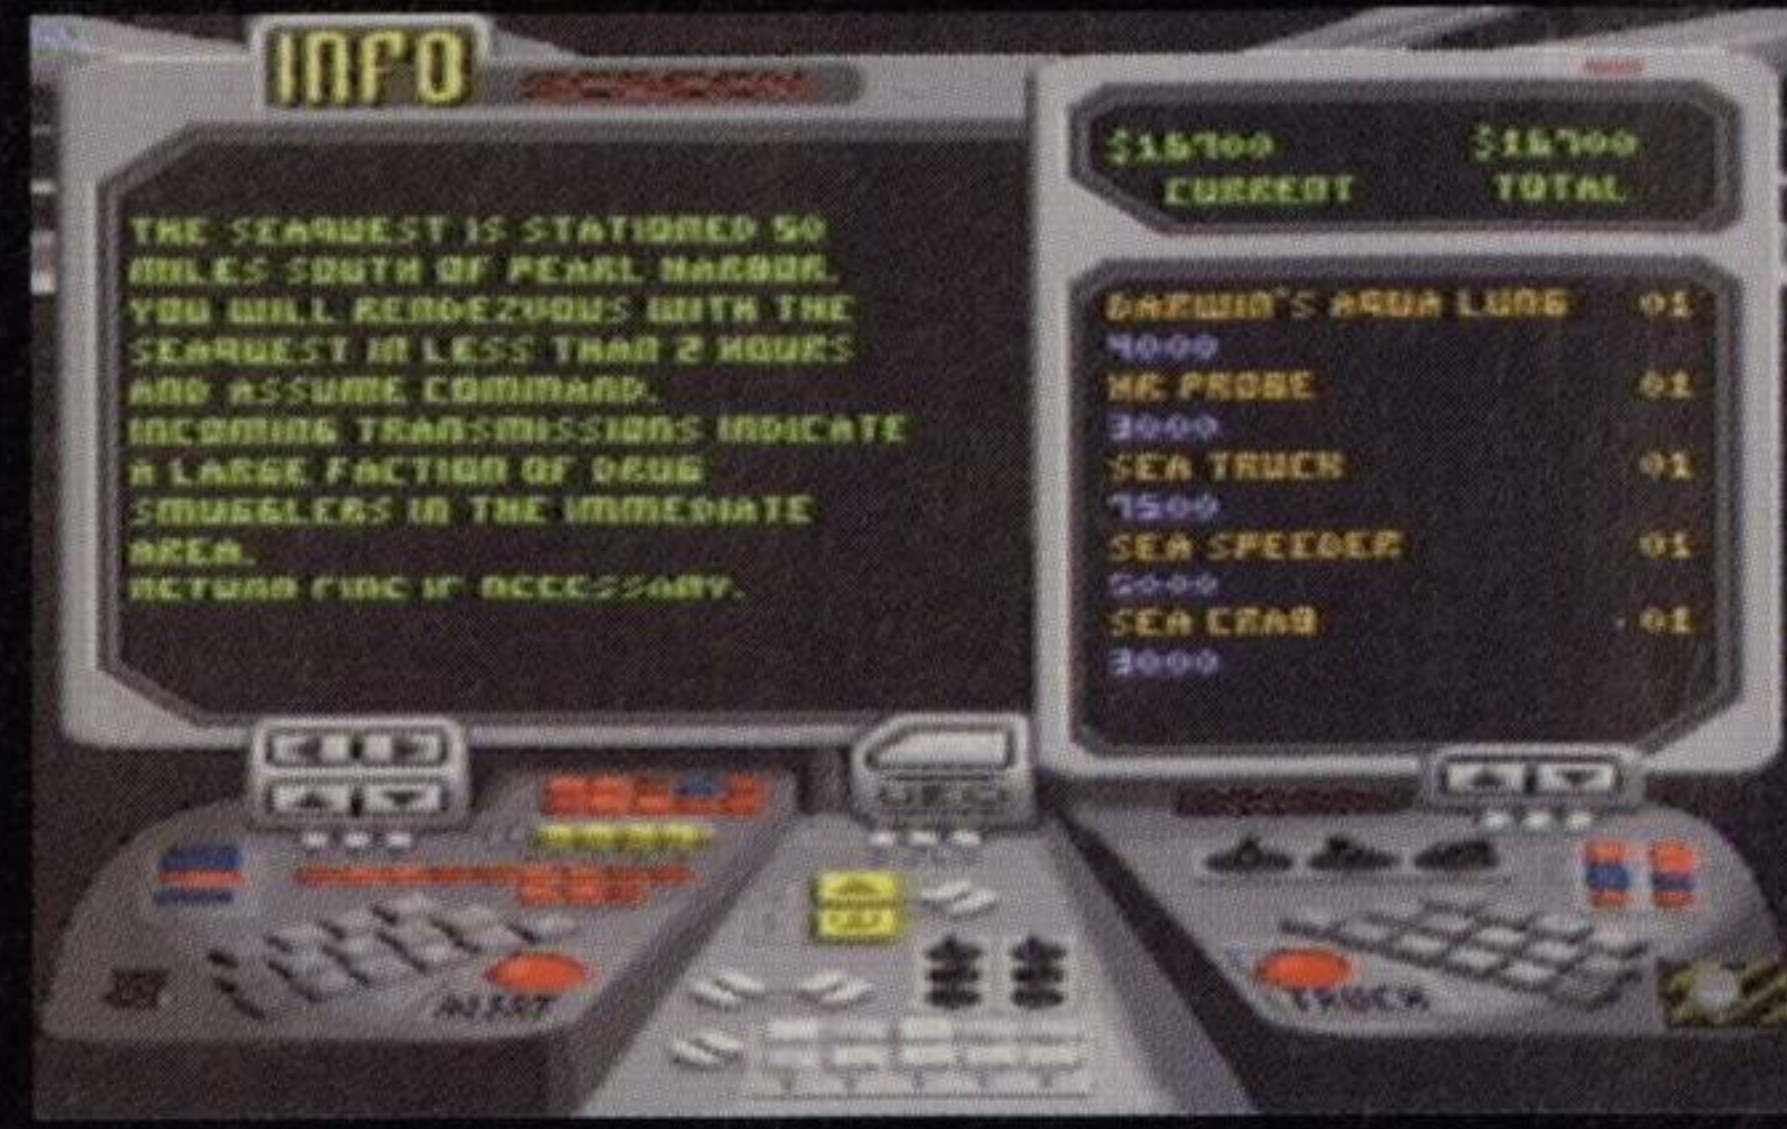 INFO
THE SEAQUEST IS STATIONED 50
MILES SOUTH OF PEARL HARBOR.
YOU WILL RENDEZVOUS WITH THE
SEAQUEST IN LESS THAN 2 HOURS
AND ASSUME COMMAND.
INCOMING TRANSMISSIONS INDICATE
A LARGE FACTION OF DRUG
SMUGGLERS IN THE IMMEDIATE
AREA.
RETURN FIRE IF NECESSARY.
$16700 $16700
CURRENT TOTAL
DARWIN'S AQUA LUNG 01
4000
HR PROBE 01
3000
SEA TRUCK 01
SEA SPEEDER 01
5000
SEA CRAB 01
3000
TRUCK